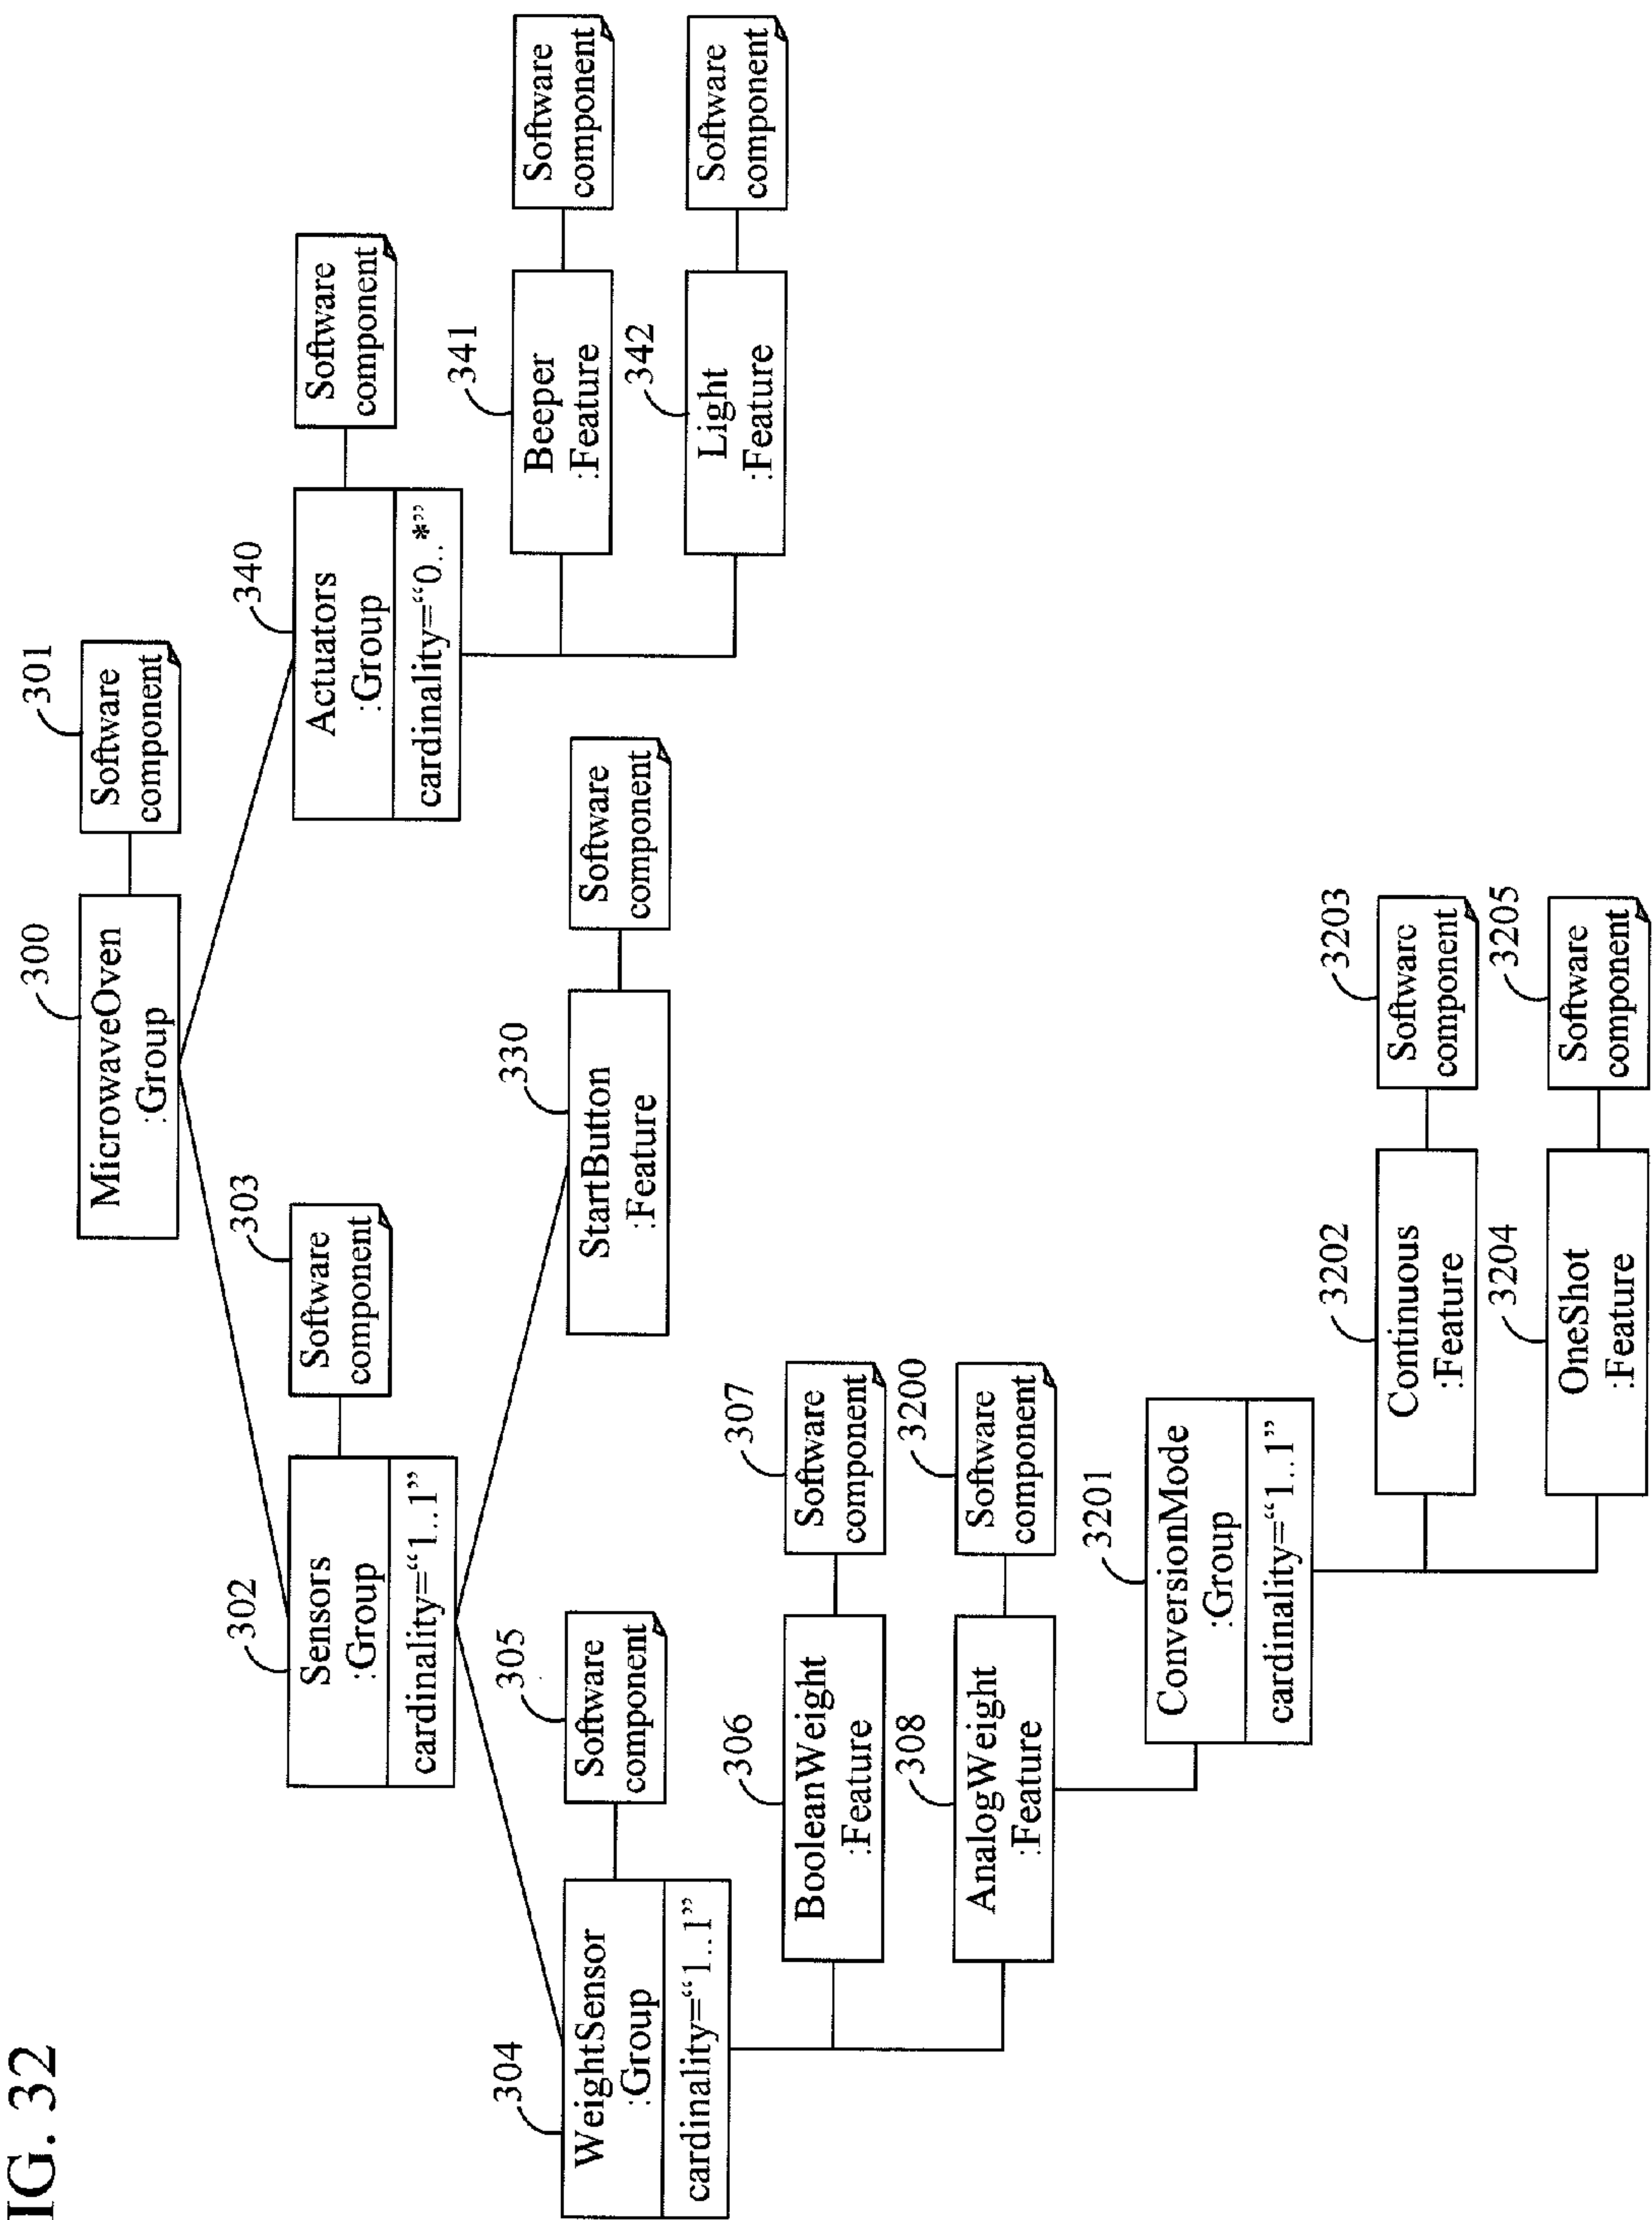 IG. 32
300
MicrowaveOven
:Group
301
Software
component
302
Sensors
:Group
cardinality="1..1"
303
Software
component
340
Actuators
:Group
cardinality="0..*"
Software
component
304
WeightSensor
:Group
cardinality="1..1"
305
Software
component
330
StartButton
:Feature
Software
component
341
Beeper
:Feature
Software
component
342
Light
:Feature
Software
component
306
BooleanWeight
:Feature
307
Software
component
308
AnalogWeight
:Feature
3200
Software
component
3201
ConversionMode
:Group
cardinality="1..1"
3202
Continuous
:Feature
3203
Software
component
3204
OneShot
:Feature
3205
Software
component